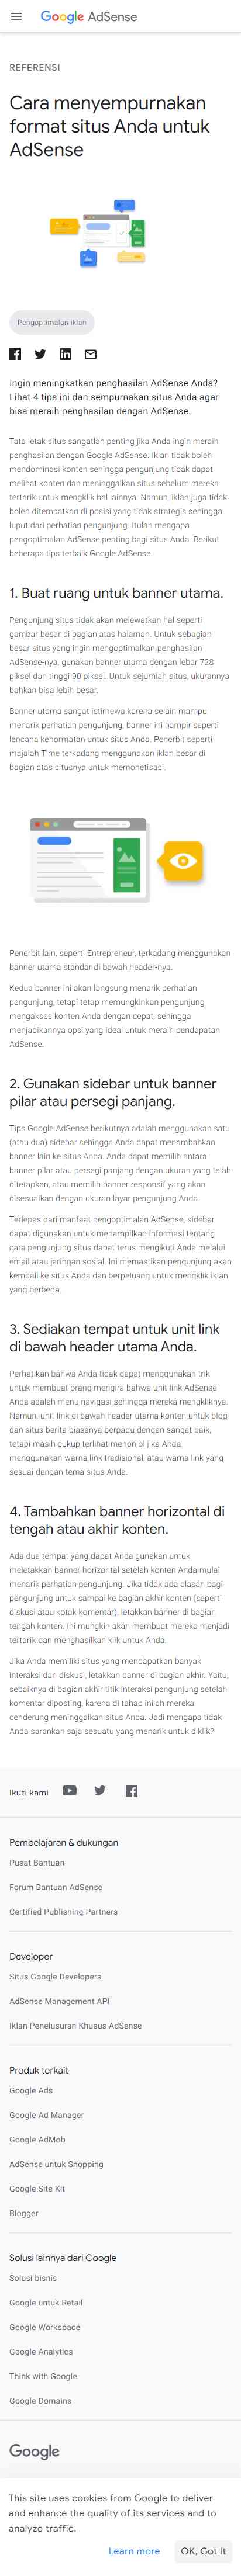 Google AdSense
REFERENSI
Cara menyempurnakan
format situs Anda untuk
AdSense
Pengoptimalan iklan
Ingin meningkatkan penghasilan AdSense Anda?
Lihat 4 tips ini dan sempurnakan situs Anda agar
bisa meraih penghasilan dengan AdSense.
Tata letak situs sangatlah penting jika Anda ingin meraih
penghasilan dengan Google AdSense. Iklan tidak boleh
mendominasi konten sehingga pengunjung tidak dapat
melihat konten dan meninggalkan situs sebelum mereka
tertarik untuk mengklik hal lainnya. Namun, iklan juga tidak
boleh ditempatkan di posisi yang tidak strategis sehingga
luput dari perhatian pengunjung. Itulah mengapa
pengoptimalan AdSense penting bagi situs Anda. Berikut
beberapa tips terbaik Google AdSense.
1. Buat ruang untuk banner utama.
Pengunjung situs tidak akan melewatkan hal seperti
gambar besar di bagian atas halaman. Untuk sebagian
besar situs yang ingin mengoptimalkan penghasilan
AdSense-nya, gunakan banner utama dengan lebar 728
piksel dan tinggi 90 piksel. Untuk sejumlah situs, ukurannya
bahkan bisa lebih besar.
Banner utama sangat istimewa karena selain mampu
menarik perhatian pengunjung, banner ini hampir seperti
lencana kehormatan untuk situs Anda. Penerbit seperti
majalah Time terkadang menggunakan iklan besar di
bagian atas situsnya untuk memonetisasi.
Penerbit lain, seperti Entrepreneur, terkadang menggunakan
banner utama standar di bawah header-nya.
Kedua banner ini akan langsung menarik perhatian
pengunjung, tetapi tetap memungkinkan pengunjung
mengakses konten Anda dengan cepat, sehingga
menjadikannya opsi yang ideal untuk meraih pendapatan
AdSense.
2. Gunakan sidebar untuk banner
pilar atau persegi panjang.
Tips Google AdSense berikutnya adalah menggunakan satu
(atau dua) sidebar sehingga Anda dapat menambahkan
banner lain ke situs Anda. Anda dapat memilih antara
banner pilar atau persegi panjang dengan ukuran yang telah
ditetapkan, atau memilih banner responsif yang akan
disesuaikan dengan ukuran layar pengunjung Anda.
Terlepas dari manfaat pengoptimalan AdSense, sidebar
dapat digunakan untuk menampilkan informasi tentang
cara pengunjung situs dapat terus mengikuti Anda melalui
email atau jaringan sosial. Ini memastikan pengunjung akan
kembali ke situs Anda dan berpeluang untuk mengklik iklan
yang berbeda.
3. Sediakan tempat untuk unit link
di bawah header utama Anda.
Perhatikan bahwa Anda tidak dapat menggunakan trik
untuk membuat orang mengira bahwa unit link AdSense
Anda adalah menu navigasi sehingga mereka mengkliknya.
Namun, unit link di bawah header utama konten untuk blog
dan situs berita biasanya berpadu dengan sangat baik,
tetapi masih cukup terlihat menonjol jika Anda
menggunakan warna link tradisional, atau warna link yang
sesuai dengan tema situs Anda.
4. Tambahkan banner horizontal di
tengah atau akhir konten.
Ada dua tempat yang dapat Anda gunakan untuk
meletakkan banner horizontal setelah konten Anda mulai
menarik perhatian pengunjung. Jika tidak ada alasan bagi
pengunjung untuk sampai ke bagian akhir konten (seperti
diskusi atau kotak komentar), letakkan banner di bagian
tengah konten. Ini mungkin akan membuat mereka menjadi
tertarik dan menghasilkan klik untuk Anda.
Jika Anda memiliki situs yang mendapatkan banyak
interaksi dan diskusi, letakkan banner di bagian akhir. Yaitu,
sebaiknya di bagian akhir titik interaksi pengunjung setelah
komentar diposting, karena di tahap inilah mereka
cenderung meninggalkan situs Anda. Jadi mengapa tidak
Anda sarankan saja sesuatu yang menarik untuk diklik?
Ikuti kami
Pembelajaran & dukungan
Pusat Bantuan
Forum Bantuan AdSense
Certified Publishing Partners
Developer
Situs Google Developers
AdSense Management API
Iklan Penelusuran Khusus AdSense
Produk terkait
Google Ads
Google Ad Manager
Google AdMob
AdSense untuk Shopping
Google Site Kit
Blogger
Solusi lainnya dari Google
Solusi bisnis
Google untuk Retail
Google Workspace
Google Analytics
Think with Google
Google Domains
Google
This site uses cookies from Google to deliver
and enhance the quality of its services and to
analyze traffic.
Learn more OK, Got It